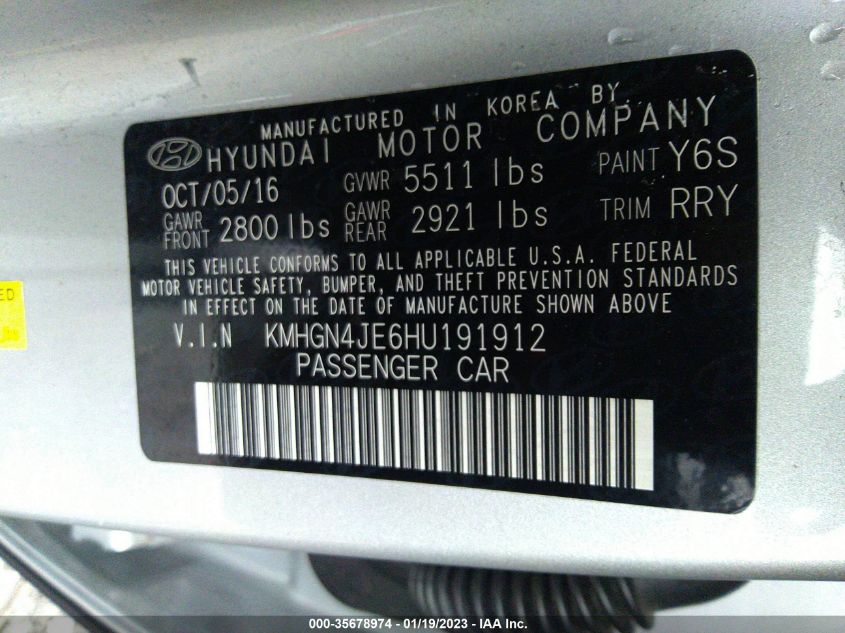 MANUFACTURED IN KOREA BY
HYUNDAI MOTOR COMPANY
OCT/05/16 GVWR 5511 lbs PAINT Y6S
GAWR FRONT 2800 lbs GAWR REAR 2921 lbs TRIM RRY
THIS VEHICLE CONFORMS TO ALL APPLICABLE U.S.A. FEDERAL
MOTOR VEHICLE SAFETY, BUMPER, AND THEFT PREVENTION STANDARDS
IN EFFECT ON THE DATE OF MANUFACTURE SHOWN ABOVE
V.I.N KMHGN4JE6HU191912
PASSENGER CAR
000-35678974 - 01/19/2023 - IAA Inc.